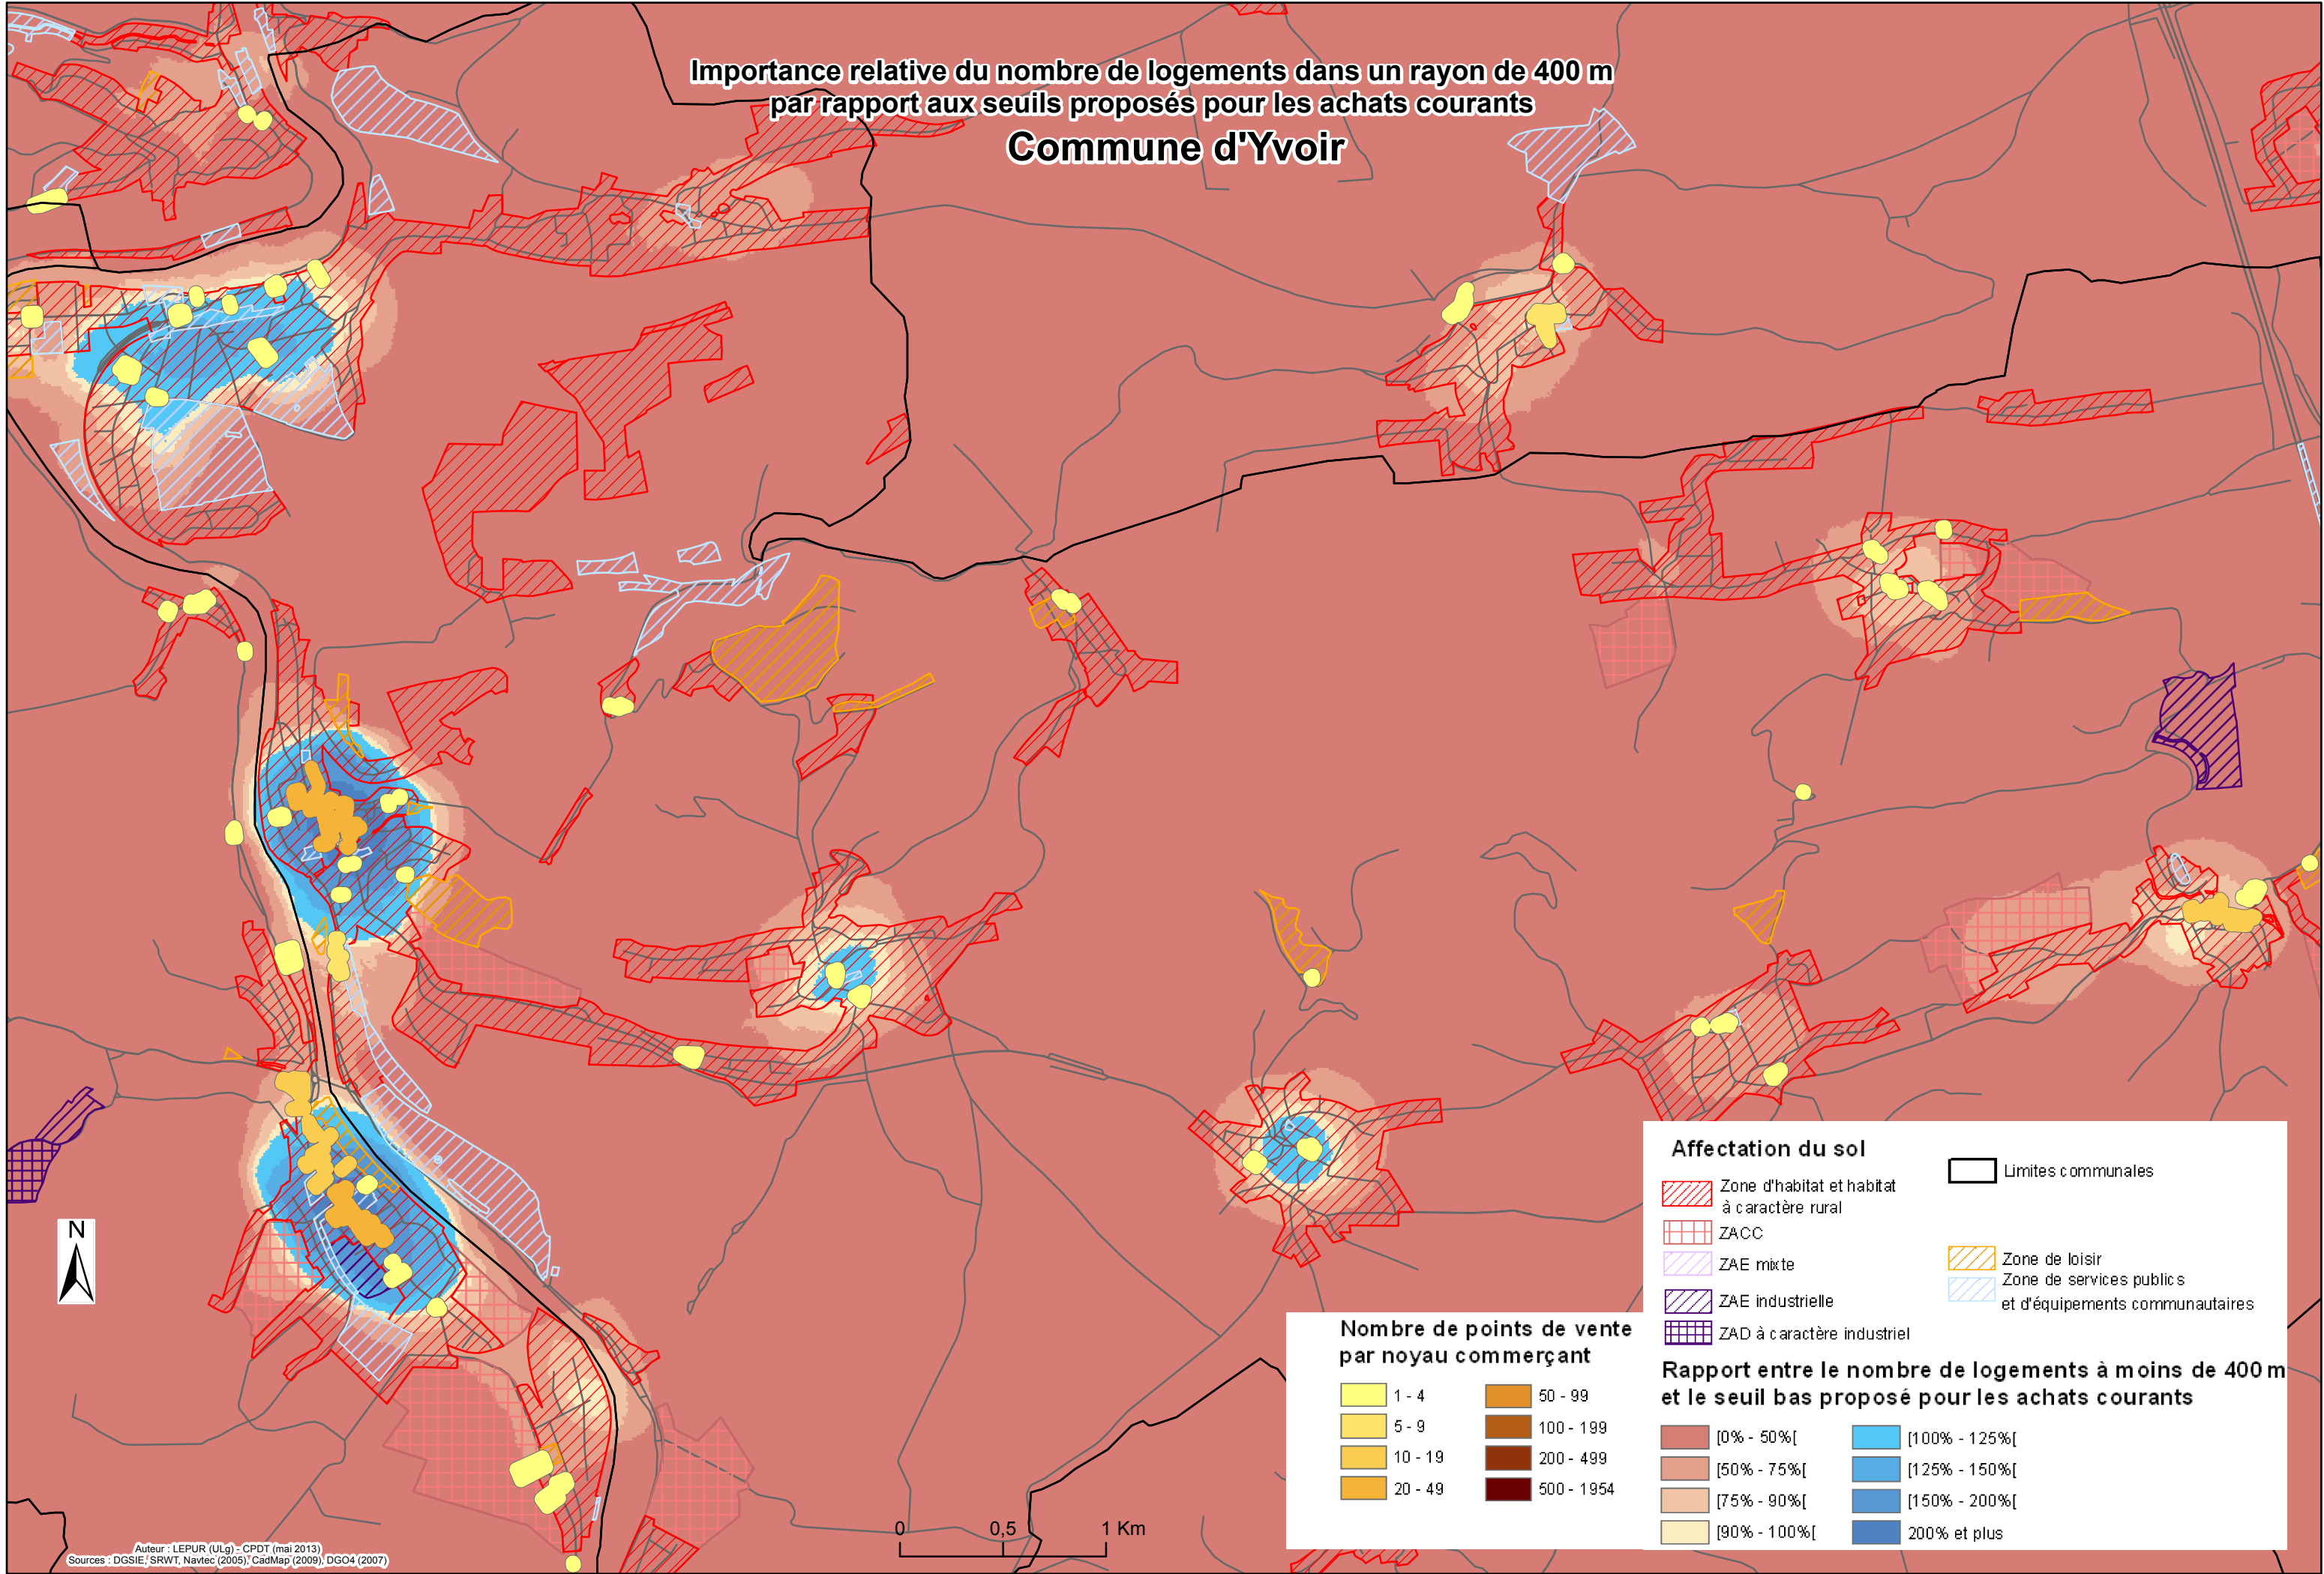 Importance relative du nombre de logements dans un rayon de 400 m
par rapport aux seuils proposés pour les achats courants
Commune d'Yvoir
Affectation du sol
Zone d'habitat et habitat
à caractère rural
ZACC
ZAE mixte
ZAE industrielle
ZAD à caractère industriel
Limites communales
Zone de loisir
Zone de services publics
et d'équipements communautaires
Nombre de points de vente
par noyau commerçant
1 - 4
5 - 9
10 - 19
20 - 49
50 - 99
100 - 199
200 - 499
500 - 1954
Rapport entre le nombre de logements à moins de 400 m
et le seuil bas proposé pour les achats courants
[0% - 50%[
[50% - 75%[
[75% - 90%[
[90% - 100%[
[100% - 125%[
[125% - 150%[
[150% - 200%[
200% et plus
N
0 0,5 1 Km
Auteur : LEPUR (ULg) - CPDT (mai 2013)
Sources : DGSIE, SRWT, Navtec (2005), CadMap (2009), DGO4 (2007)